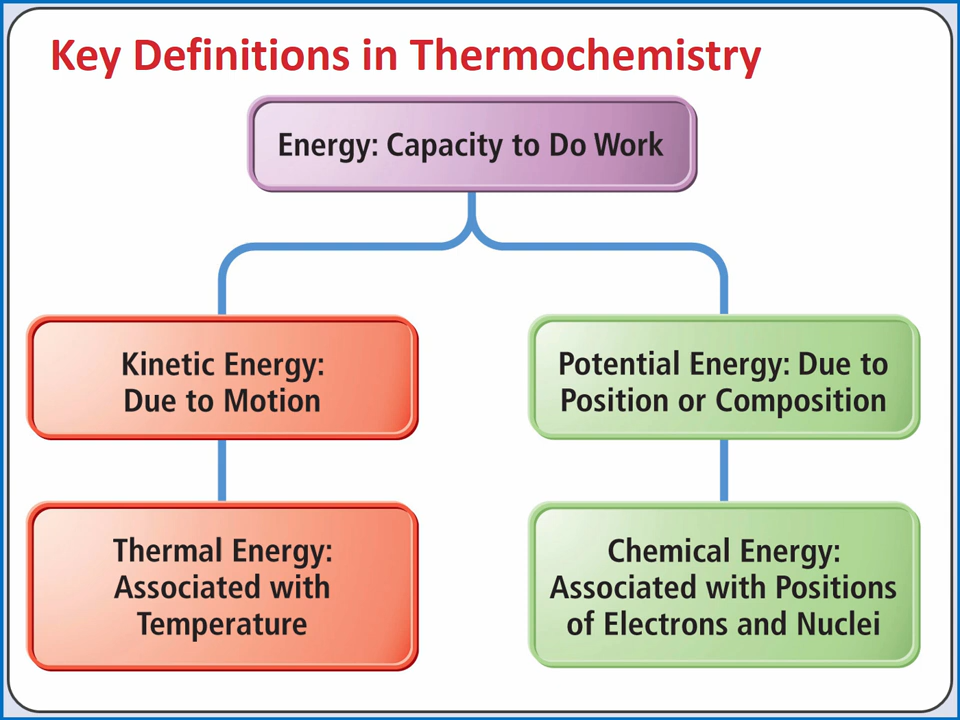 Key Definitions in Thermochemistry
Energy: Capacity to Do Work
Kinetic Energy:
Due to Motion
Potential Energy: Due to
Position or Composition
Thermal Energy:
Associated with
Temperature
Chemical Energy:
Associated with Positions
of Electrons and Nuclei